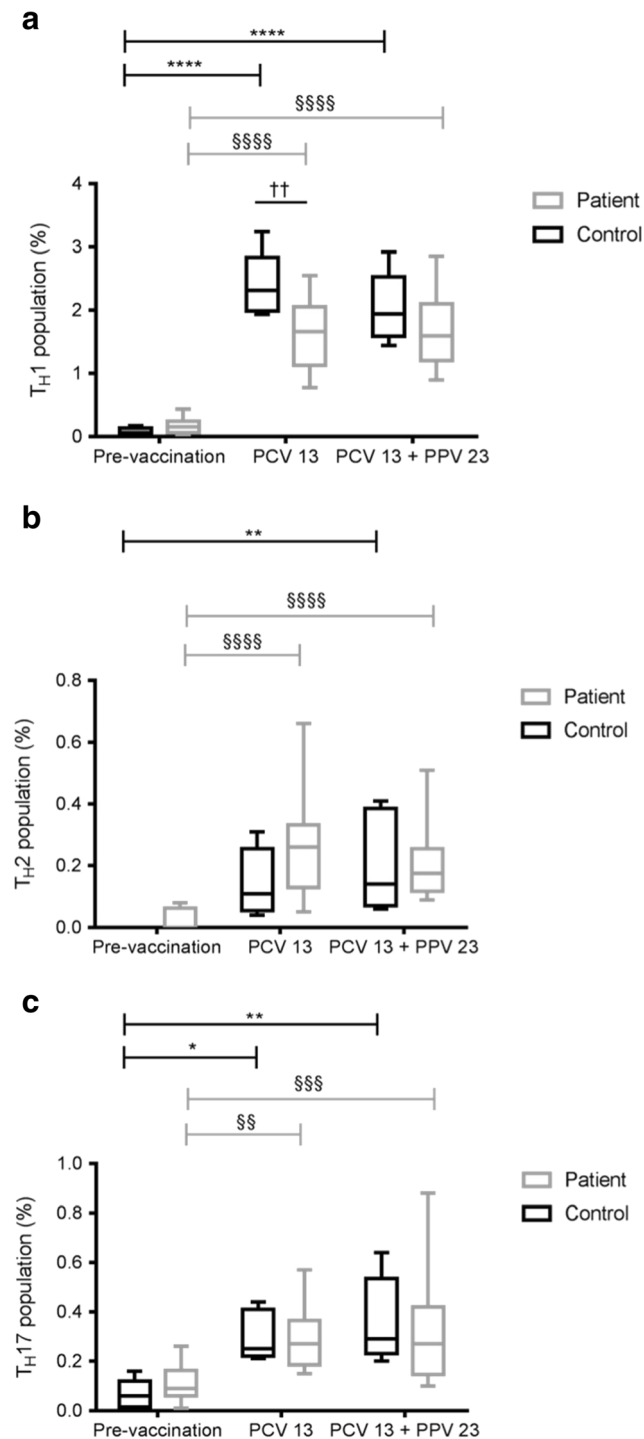 a
****
****
§§§§
§§§§
††
4
3
2
1
0
TH1 population (%)
Pre-vaccination PCV 13 PCV 13 + PPV 23
Patient
Control
b
**
§§§§
§§§§
0.8
0.6
0.4
0.2
0.0
TH2 population (%)
Pre-vaccination PCV 13 PCV 13 + PPV 23
Patient
Control
c
**
*
§§§
§§
1.0
0.8
0.6
0.4
0.2
0.0
TH17 population (%)
Pre-vaccination PCV 13 PCV 13 + PPV 23
Patient
Control